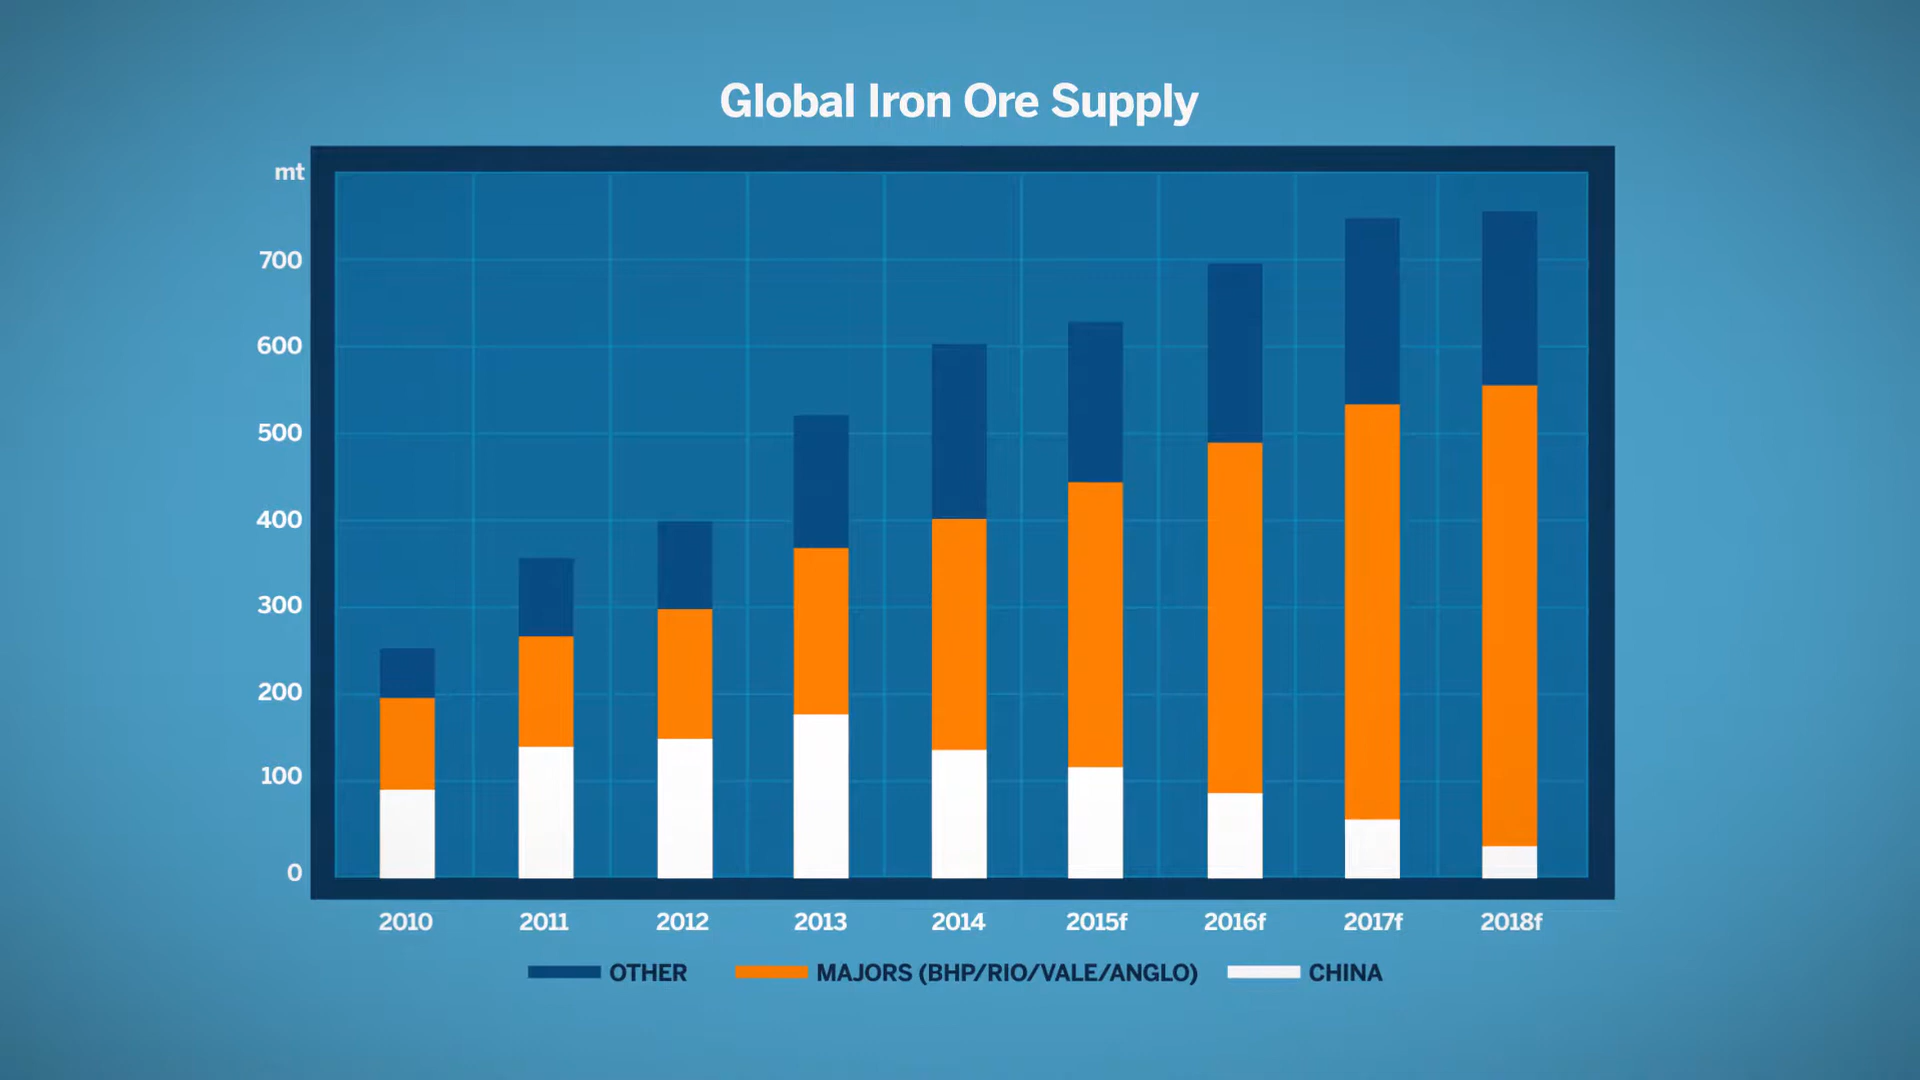 Global Iron Ore Supply
mt
700
600
500
400
300
200
100
0
2010 2011 2012 2013 2014 2015f 2016f 2017f 2018f
OTHER MAJORS (BHP/RIO/VALE/ANGLO) CHINA